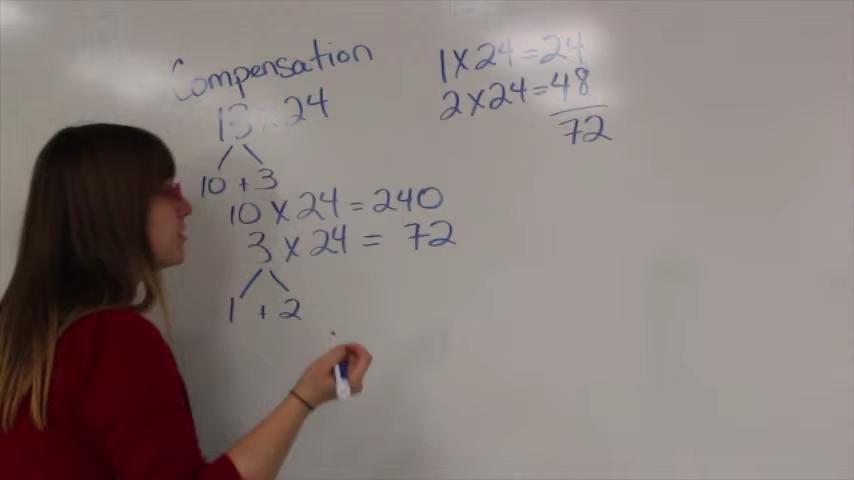 Compensation
13 x 24
10 + 3
10 x 24 = 240
3 x 24 = 72
1 + 2
1 x 24 = 24
2 x 24 = 48
72